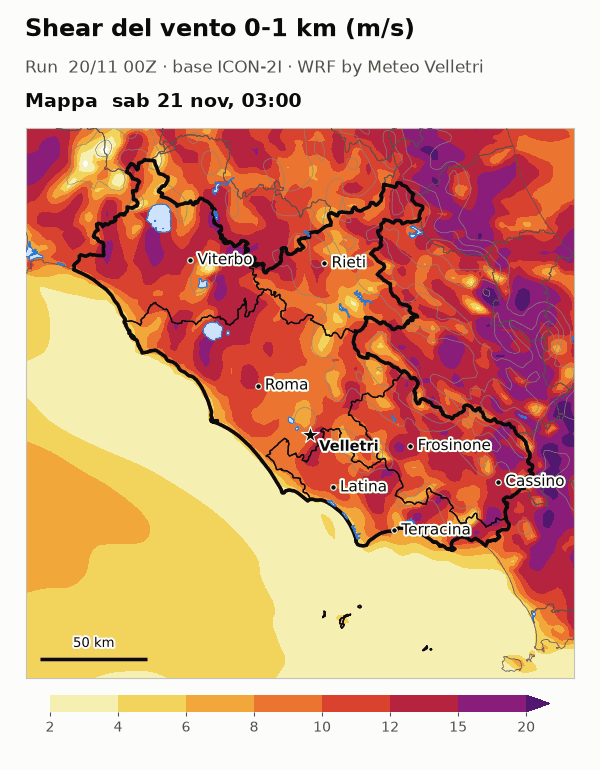 Shear del vento 0-1 km (m/s)
Run  20/11 00Z · base ICON-2I · WRF by Meteo Velletri
Mappa  sab 21 nov, 03:00
Viterbo
Rieti
Roma
Velletri
Frosinone
Cassino
Latina
Terracina
50 km
2 4 6 8 10 12 15 20